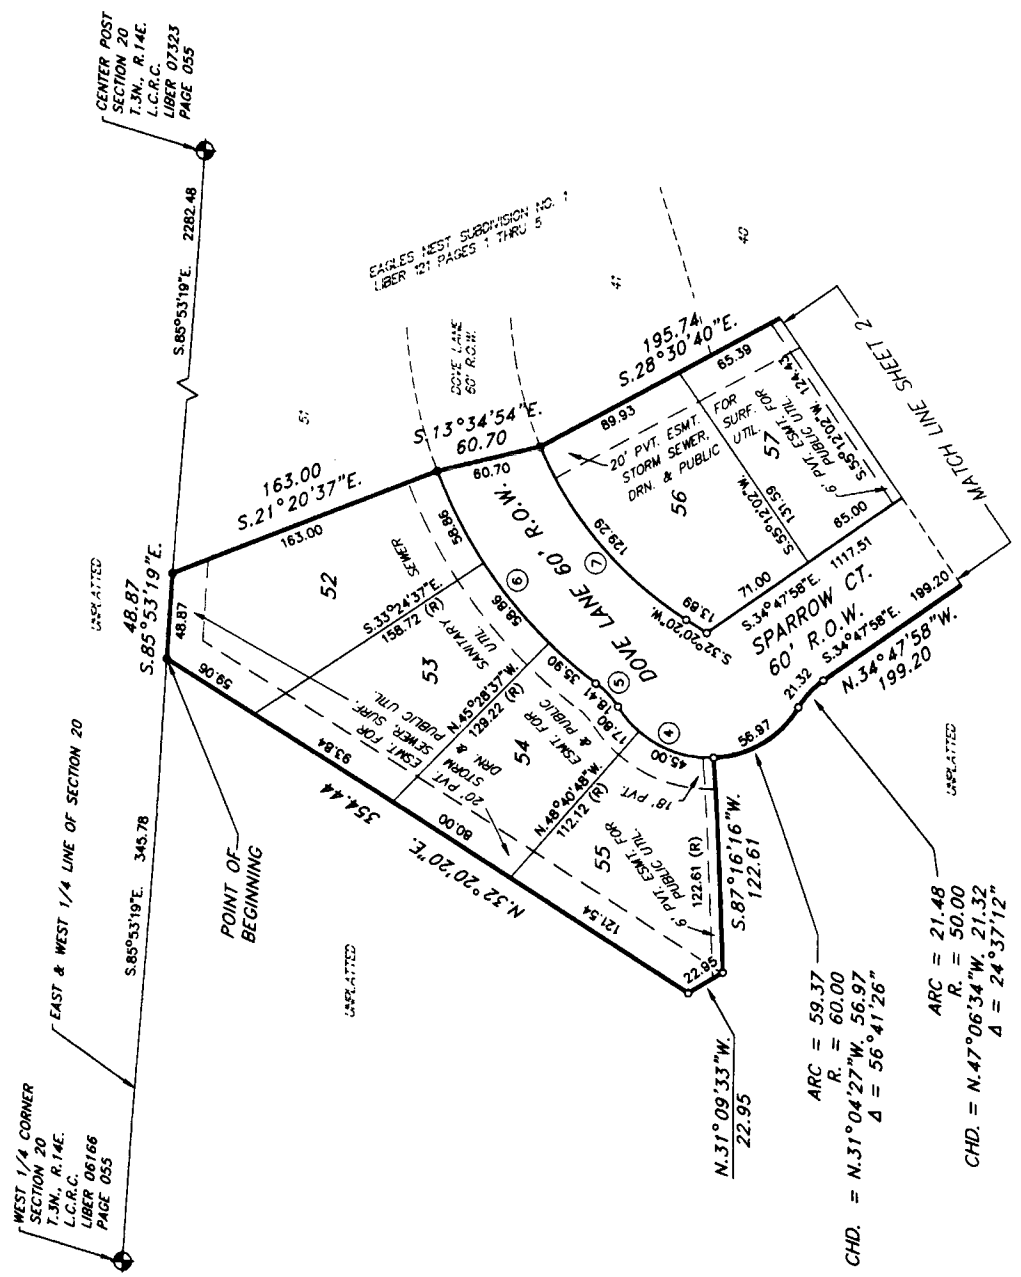 CENTER POST
SECTION 20
T.3N., R.14E.
L.C.R.C.
LIBER 07323
PAGE 055
S.85°53'19"E. 2282.48
EAGLES NEST SUBDIVISION NO. 1
LIBER 121 PAGES 1 THRU 5
40
41
51
DOVE LANE
60' R.O.W.
MATCH LINE SHEET 2
195.74
S.28°30'40"E.
65.39
89.93
S.13°34'54"E.
60.70
60.70
163.00
S.21°20'37"E.
163.00
UNPLATTED
48.87
S.85°53'19"E.
48.87
52
53
54
55
56
57
SEWER
SANITARY
UTIL.
ESMT. FOR
SEWER, SURF.
PUBLIC UTIL.
20' PVT.
STORM
DRN. &
ESMT. FOR
& PUBLIC
S.33°24'37"E.
158.72 (R)
N.45°28'37"W.
129.22 (R)
N.48°40'48"W.
112.12 (R)
58.86
58.86
35.90
18.41
17.80
45.00
4
5
6
7
DOVE LANE 60' R.O.W.
129.29
20' PVT. ESMT. FOR
STORM SEWER, SURF.
DRN. & PUBLIC UTIL.
6' PVT. ESMT. FOR
PUBLIC UTIL.
S.55°12'02"W. 124.43
S.55°12'02"W.
131.59
65.00
71.00
13.89
S.32°20'20"W.
S.34°47'58"E. 1117.51
SPARROW CT.
60' R.O.W.
S.34°47'58"E. 199.20
N.34°47'58"W.
199.20
21.32
56.97
59.06
93.84
80.00
121.54
354.44
N.32°20'20"E.
22.95
18' PVT.
6' PVT. ESMT. FOR
PUBLIC UTIL.
122.61 (R)
S.87°16'16"W.
122.61
UNPLATTED
POINT OF
BEGINNING
EAST & WEST 1/4 LINE OF SECTION 20
S.85°53'19"E. 345.78
UNPLATTED
N.31°09'33"W.
22.95
ARC = 59.37
R. = 60.00
CHD. = N.31°04'27"W. 56.97
Δ = 56°41'26"
ARC = 21.48
R. = 50.00
CHD. = N.47°06'34"W. 21.32
Δ = 24°37'12"
WEST 1/4 CORNER
SECTION 20
T.3N., R.14E.
L.C.R.C.
LIBER 06166
PAGE 055